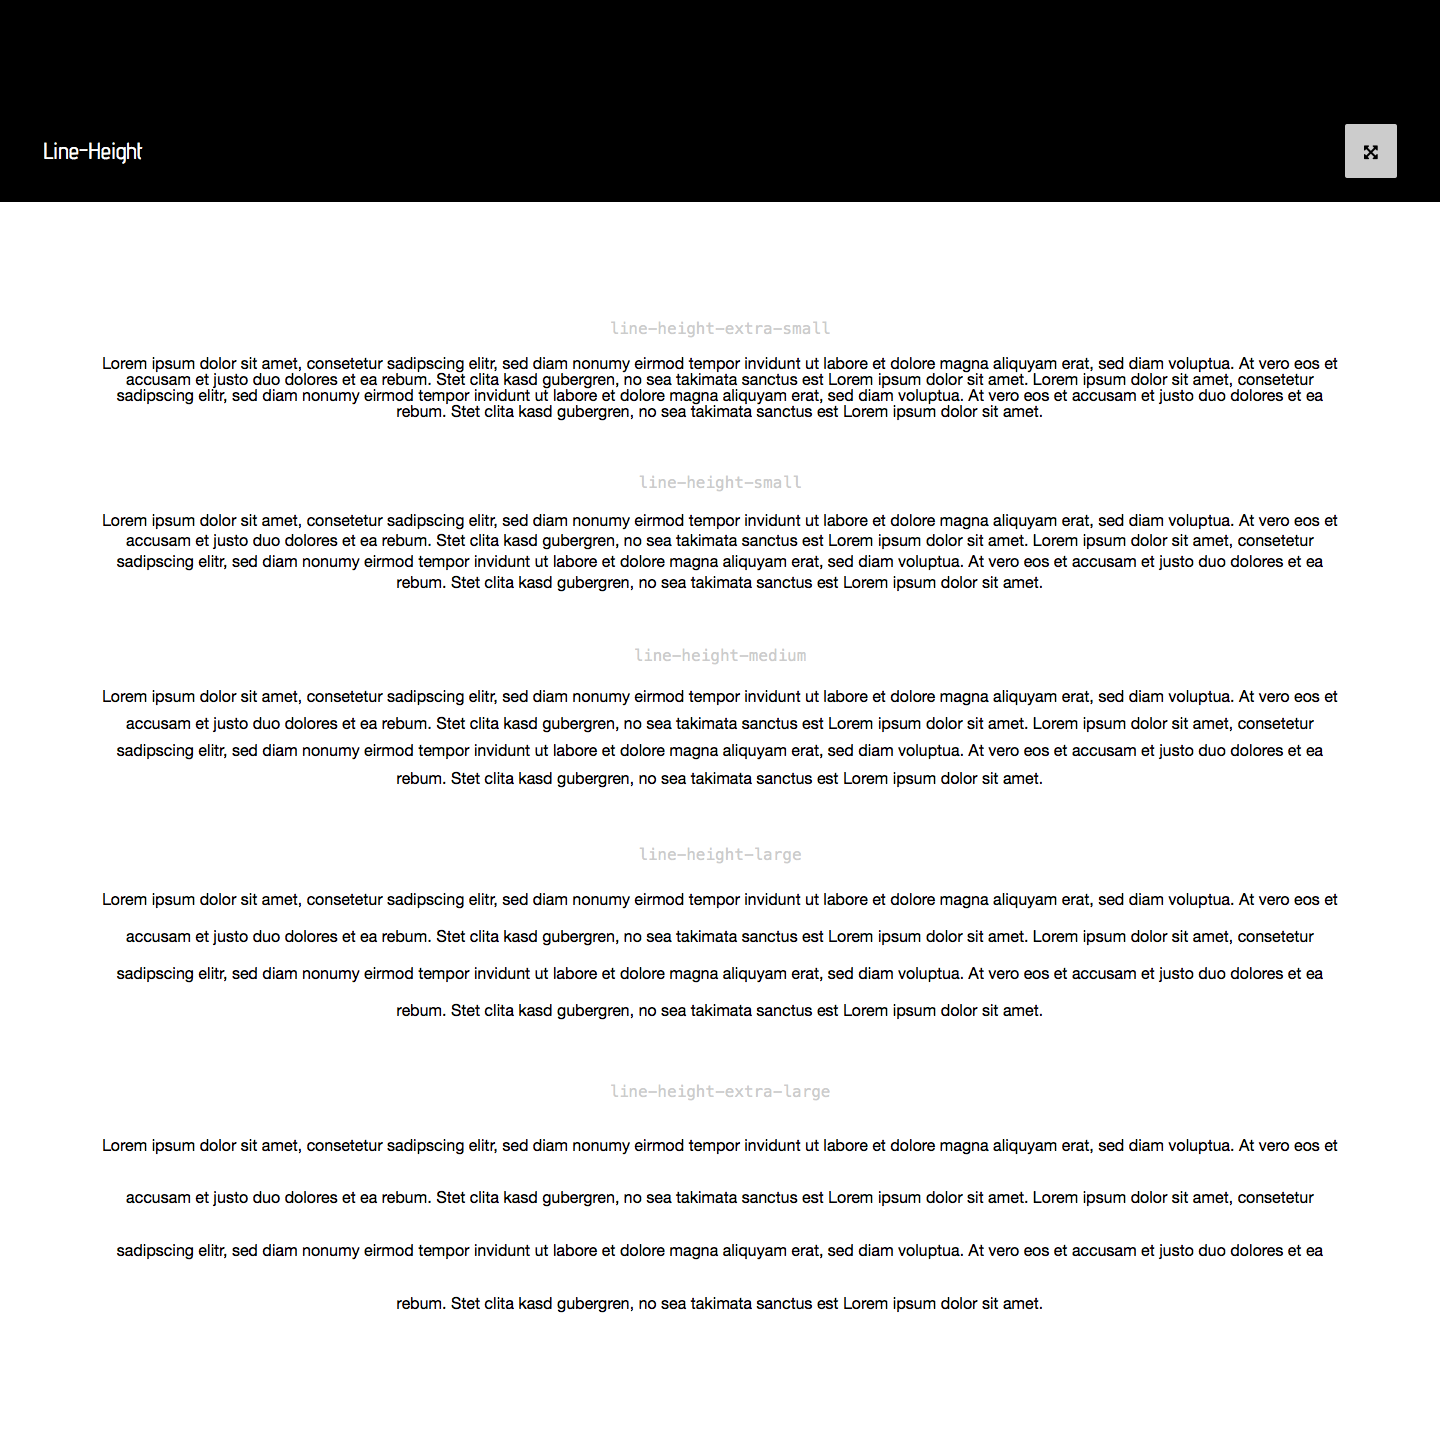 Line-Height
line-height-extra-small
Lorem ipsum dolor sit amet, consetetur sadipscing elitr, sed diam nonumy eirmod tempor invidunt ut labore et dolore magna aliquyam erat, sed diam voluptua. At vero eos et
accusam et justo duo dolores et ea rebum. Stet clita kasd gubergren, no sea takimata sanctus est Lorem ipsum dolor sit amet. Lorem ipsum dolor sit amet, consetetur
sadipscing elitr, sed diam nonumy eirmod tempor invidunt ut labore et dolore magna aliquyam erat, sed diam voluptua. At vero eos et accusam et justo duo dolores et ea
rebum. Stet clita kasd gubergren, no sea takimata sanctus est Lorem ipsum dolor sit amet.
line-height-small
Lorem ipsum dolor sit amet, consetetur sadipscing elitr, sed diam nonumy eirmod tempor invidunt ut labore et dolore magna aliquyam erat, sed diam voluptua. At vero eos et
accusam et justo duo dolores et ea rebum. Stet clita kasd gubergren, no sea takimata sanctus est Lorem ipsum dolor sit amet. Lorem ipsum dolor sit amet, consetetur
sadipscing elitr, sed diam nonumy eirmod tempor invidunt ut labore et dolore magna aliquyam erat, sed diam voluptua. At vero eos et accusam et justo duo dolores et ea
rebum. Stet clita kasd gubergren, no sea takimata sanctus est Lorem ipsum dolor sit amet.
line-height-medium
Lorem ipsum dolor sit amet, consetetur sadipscing elitr, sed diam nonumy eirmod tempor invidunt ut labore et dolore magna aliquyam erat, sed diam voluptua. At vero eos et
accusam et justo duo dolores et ea rebum. Stet clita kasd gubergren, no sea takimata sanctus est Lorem ipsum dolor sit amet. Lorem ipsum dolor sit amet, consetetur
sadipscing elitr, sed diam nonumy eirmod tempor invidunt ut labore et dolore magna aliquyam erat, sed diam voluptua. At vero eos et accusam et justo duo dolores et ea
rebum. Stet clita kasd gubergren, no sea takimata sanctus est Lorem ipsum dolor sit amet.
line-height-large
Lorem ipsum dolor sit amet, consetetur sadipscing elitr, sed diam nonumy eirmod tempor invidunt ut labore et dolore magna aliquyam erat, sed diam voluptua. At vero eos et
accusam et justo duo dolores et ea rebum. Stet clita kasd gubergren, no sea takimata sanctus est Lorem ipsum dolor sit amet. Lorem ipsum dolor sit amet, consetetur
sadipscing elitr, sed diam nonumy eirmod tempor invidunt ut labore et dolore magna aliquyam erat, sed diam voluptua. At vero eos et accusam et justo duo dolores et ea
rebum. Stet clita kasd gubergren, no sea takimata sanctus est Lorem ipsum dolor sit amet.
line-height-extra-large
Lorem ipsum dolor sit amet, consetetur sadipscing elitr, sed diam nonumy eirmod tempor invidunt ut labore et dolore magna aliquyam erat, sed diam voluptua. At vero eos et
accusam et justo duo dolores et ea rebum. Stet clita kasd gubergren, no sea takimata sanctus est Lorem ipsum dolor sit amet. Lorem ipsum dolor sit amet, consetetur
sadipscing elitr, sed diam nonumy eirmod tempor invidunt ut labore et dolore magna aliquyam erat, sed diam voluptua. At vero eos et accusam et justo duo dolores et ea
rebum. Stet clita kasd gubergren, no sea takimata sanctus est Lorem ipsum dolor sit amet.